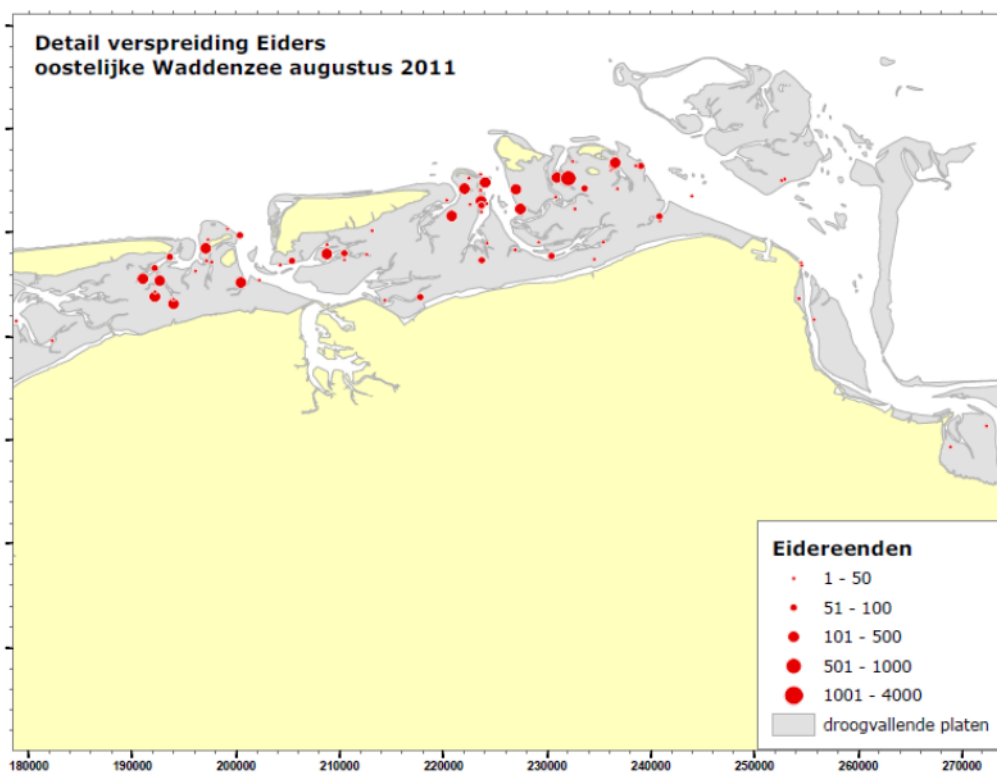 Detail verspreiding Eiders
oostelijke Waddenzee augustus 2011
Eidereenden
1 - 50
51 - 100
101 - 500
501 - 1000
1001 - 4000
droogvallende platen
180000 190000 200000 210000 220000 230000 240000 250000 260000 270000